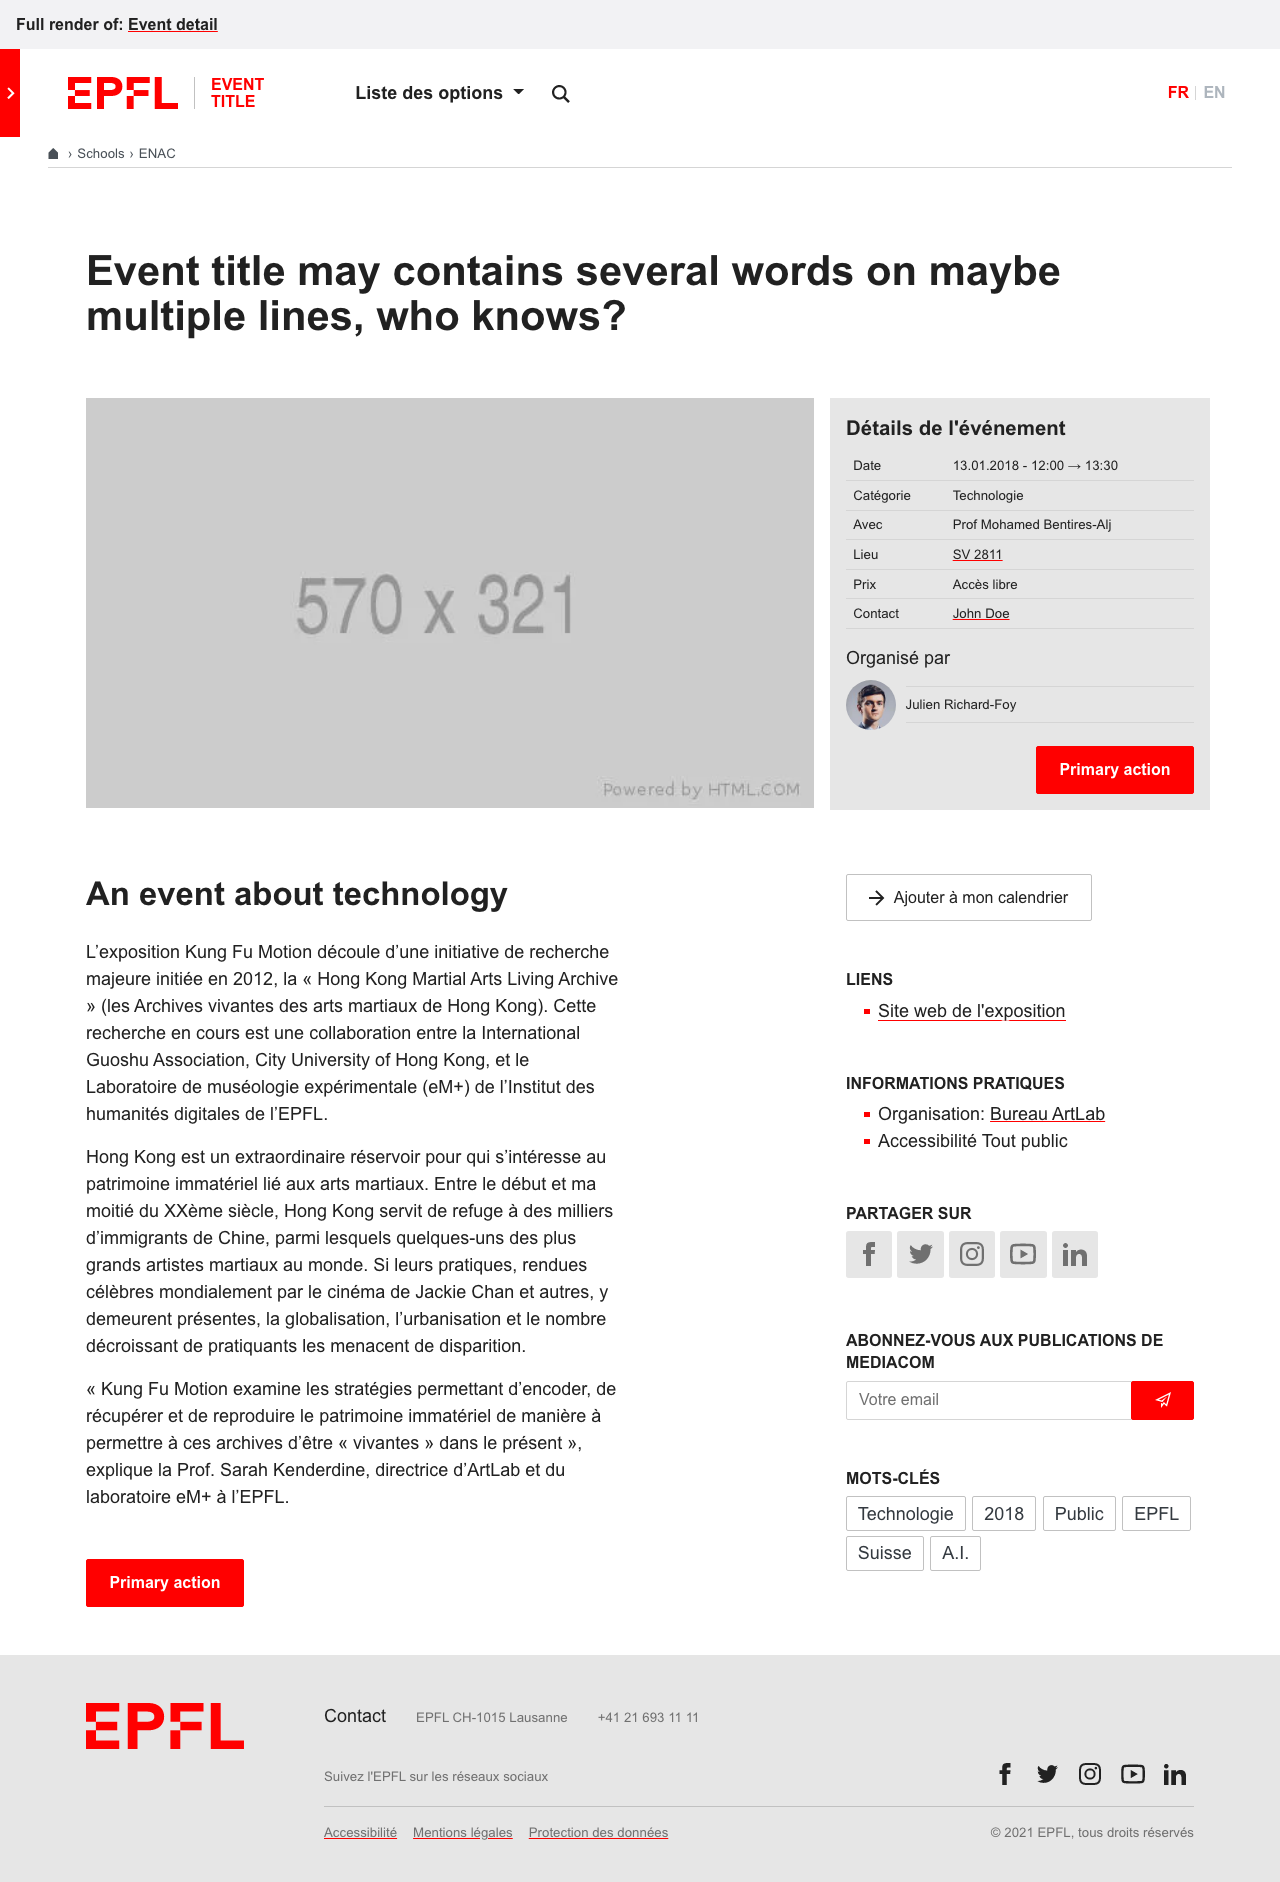 Full render of: Event detail
EPFL
EVENT
TITLE
Liste des options
FR EN
› Schools › ENAC
Event title may contains several words on maybe
multiple lines, who knows?
570 x 321
Powered by HTML.COM
Détails de l'événement
Date 13.01.2018 - 12:00 → 13:30
Catégorie Technologie
Avec Prof Mohamed Bentires-Alj
Lieu SV 2811
Prix Accès libre
Contact John Doe
Organisé par
Julien Richard-Foy
Primary action
An event about technology
L’exposition Kung Fu Motion découle d’une initiative de recherche
majeure initiée en 2012, la « Hong Kong Martial Arts Living Archive
» (les Archives vivantes des arts martiaux de Hong Kong). Cette
recherche en cours est une collaboration entre la International
Guoshu Association, City University of Hong Kong, et le
Laboratoire de muséologie expérimentale (eM+) de l’Institut des
humanités digitales de l’EPFL.
Hong Kong est un extraordinaire réservoir pour qui s’intéresse au
patrimoine immatériel lié aux arts martiaux. Entre le début et ma
moitié du XXème siècle, Hong Kong servit de refuge à des milliers
d’immigrants de Chine, parmi lesquels quelques-uns des plus
grands artistes martiaux au monde. Si leurs pratiques, rendues
célèbres mondialement par le cinéma de Jackie Chan et autres, y
demeurent présentes, la globalisation, l’urbanisation et le nombre
décroissant de pratiquants les menacent de disparition.
« Kung Fu Motion examine les stratégies permettant d’encoder, de
récupérer et de reproduire le patrimoine immatériel de manière à
permettre à ces archives d’être « vivantes » dans le présent »,
explique la Prof. Sarah Kenderdine, directrice d’ArtLab et du
laboratoire eM+ à l’EPFL.
Primary action
Ajouter à mon calendrier
LIENS
Site web de l'exposition
INFORMATIONS PRATIQUES
Organisation: Bureau ArtLab
Accessibilité Tout public
PARTAGER SUR
ABONNEZ-VOUS AUX PUBLICATIONS DE
MEDIACOM
Votre email
MOTS-CLÉS
Technologie 2018 Public EPFL
Suisse A.I.
EPFL
Contact EPFL CH-1015 Lausanne +41 21 693 11 11
Suivez l'EPFL sur les réseaux sociaux
Accessibilité Mentions légales Protection des données © 2021 EPFL, tous droits réservés